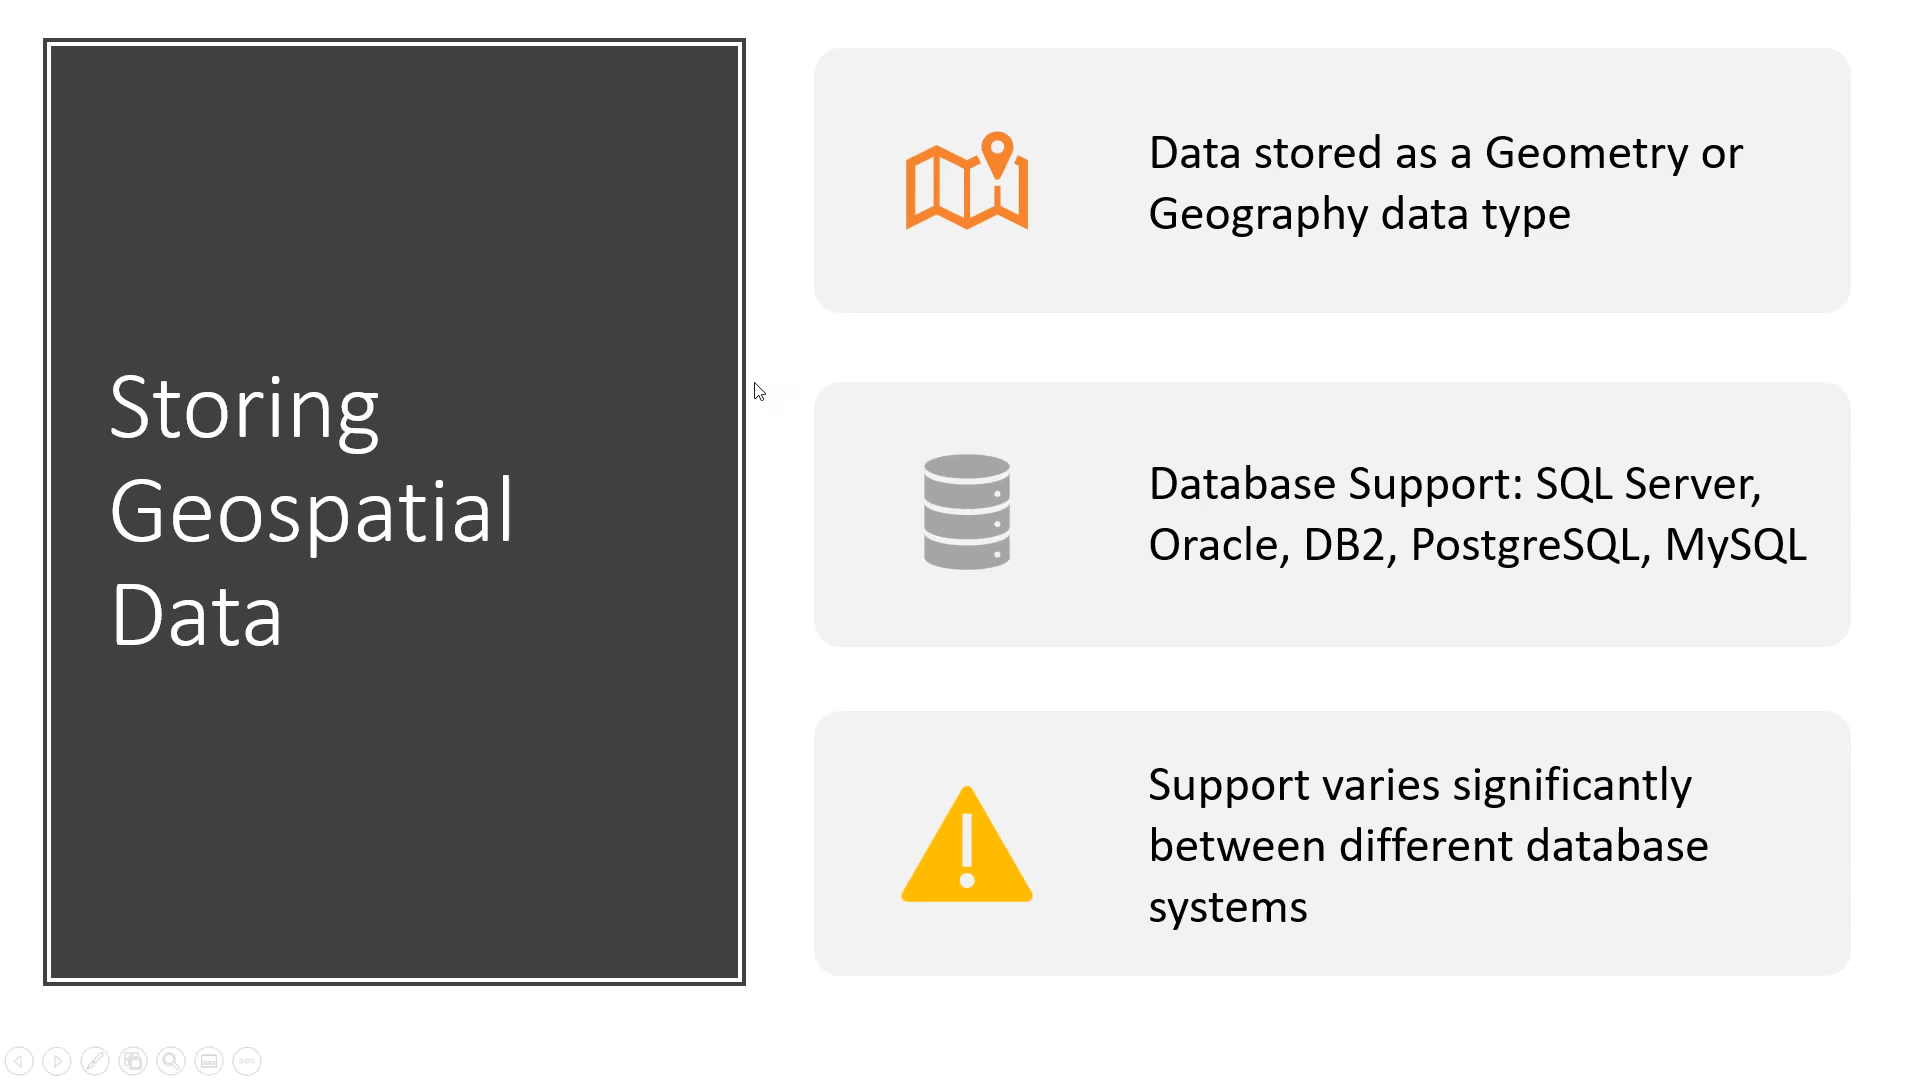 Storing
Geospatial
Data
Data stored as a Geometry or
Geography data type
Database Support: SQL Server,
Oracle, DB2, PostgreSQL, MySQL
Support varies significantly
between different database
systems